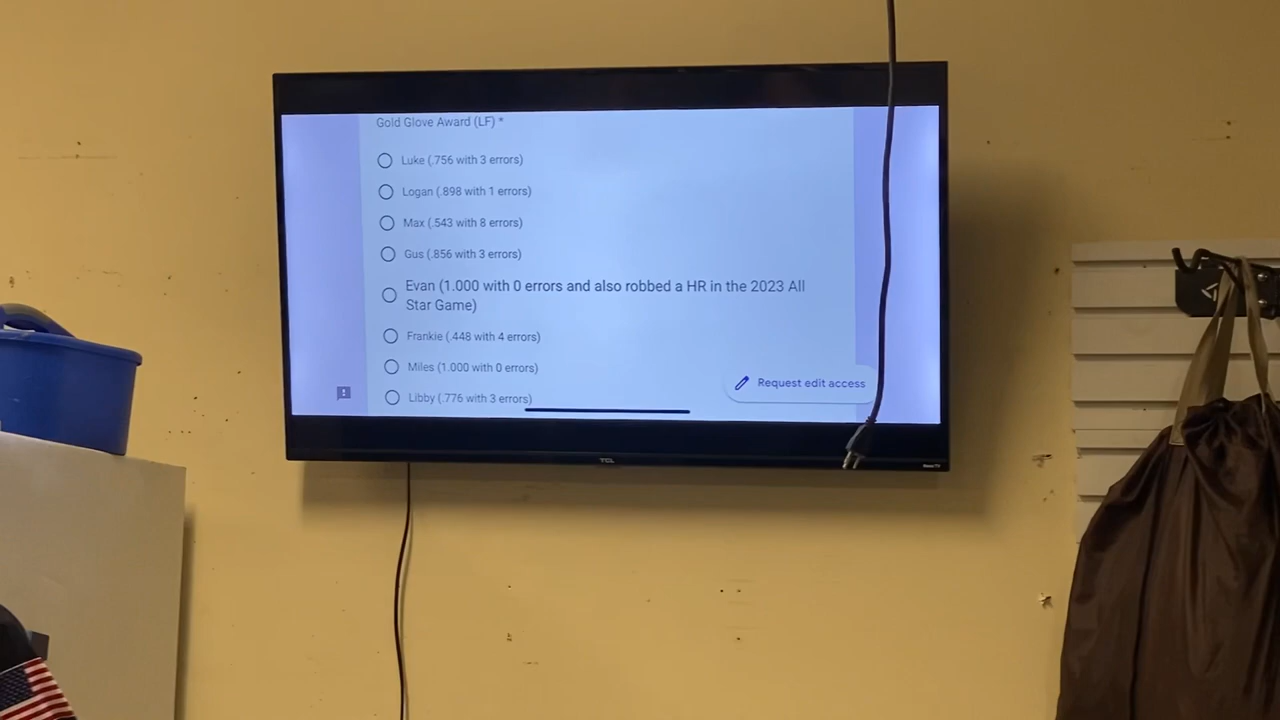 Gold Glove Award (LF) *
Luke (.756 with 3 errors)
Logan (.898 with 1 errors)
Max (.543 with 8 errors)
Gus (.856 with 3 errors)
Evan (1.000 with 0 errors and also robbed a HR in the 2023 All
Star Game)
Frankie (.448 with 4 errors)
Miles (1.000 with 0 errors)
Request edit access
Libby (.776 with 3 errors)
TCL
Roku TV